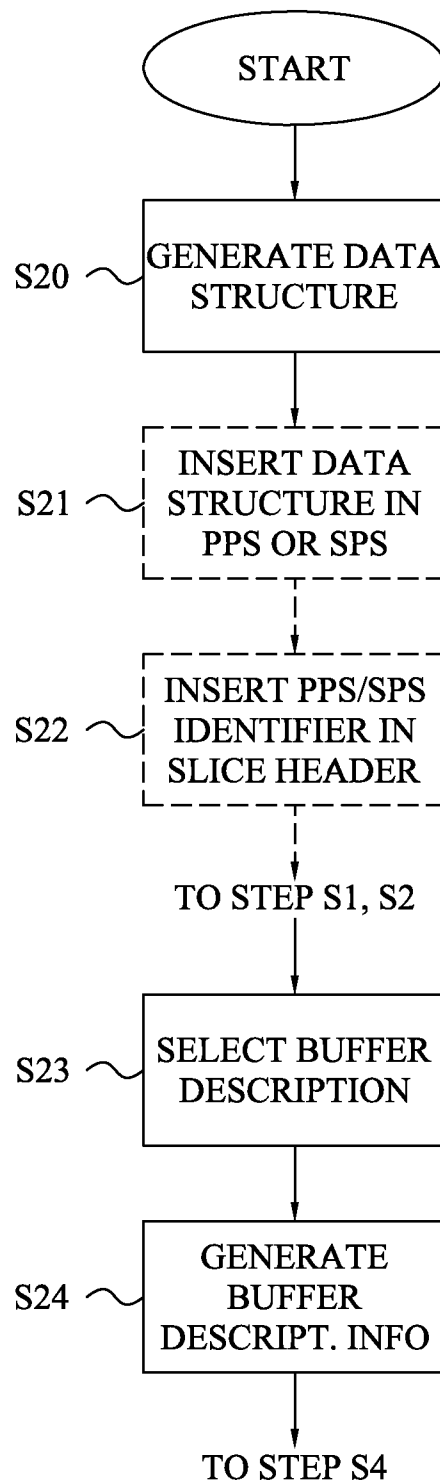 START
S20
GENERATE DATA
STRUCTURE
S21
INSERT DATA
STRUCTURE IN
PPS OR SPS
S22
INSERT PPS/SPS
IDENTIFIER IN
SLICE HEADER
TO STEP S1, S2
S23
SELECT BUFFER
DESCRIPTION
S24
GENERATE
BUFFER
DESCRIPT. INFO
TO STEP S4